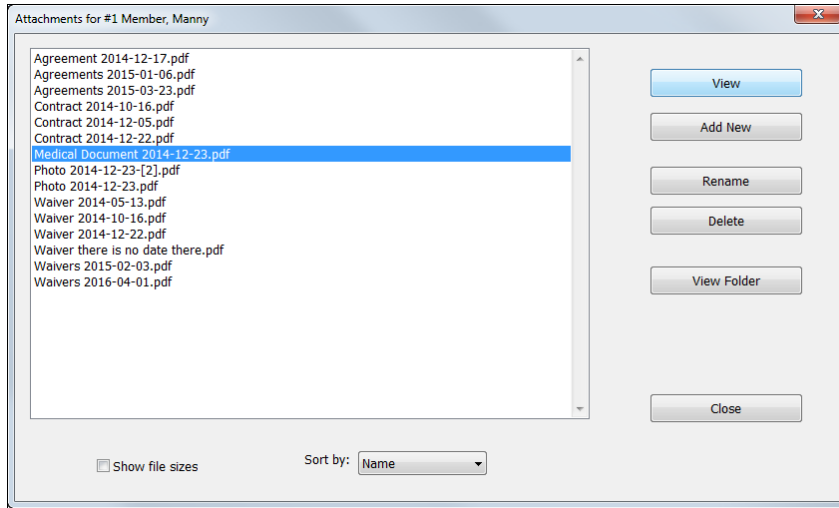 Attachments for #1 Member, Manny
Agreement 2014-12-17.pdf
Agreements 2015-01-06.pdf
Agreements 2015-03-23.pdf
Contract 2014-10-16.pdf
Contract 2014-12-05.pdf
Contract 2014-12-22.pdf
Medical Document 2014-12-23.pdf
Photo 2014-12-23-[2].pdf
Photo 2014-12-23.pdf
Waiver 2014-05-13.pdf
Waiver 2014-10-16.pdf
Waiver 2014-12-22.pdf
Waiver there is no date there.pdf
Waivers 2015-02-03.pdf
Waivers 2016-04-01.pdf
View
Add New
Rename
Delete
View Folder
Close
Show file sizes
Sort by: Name